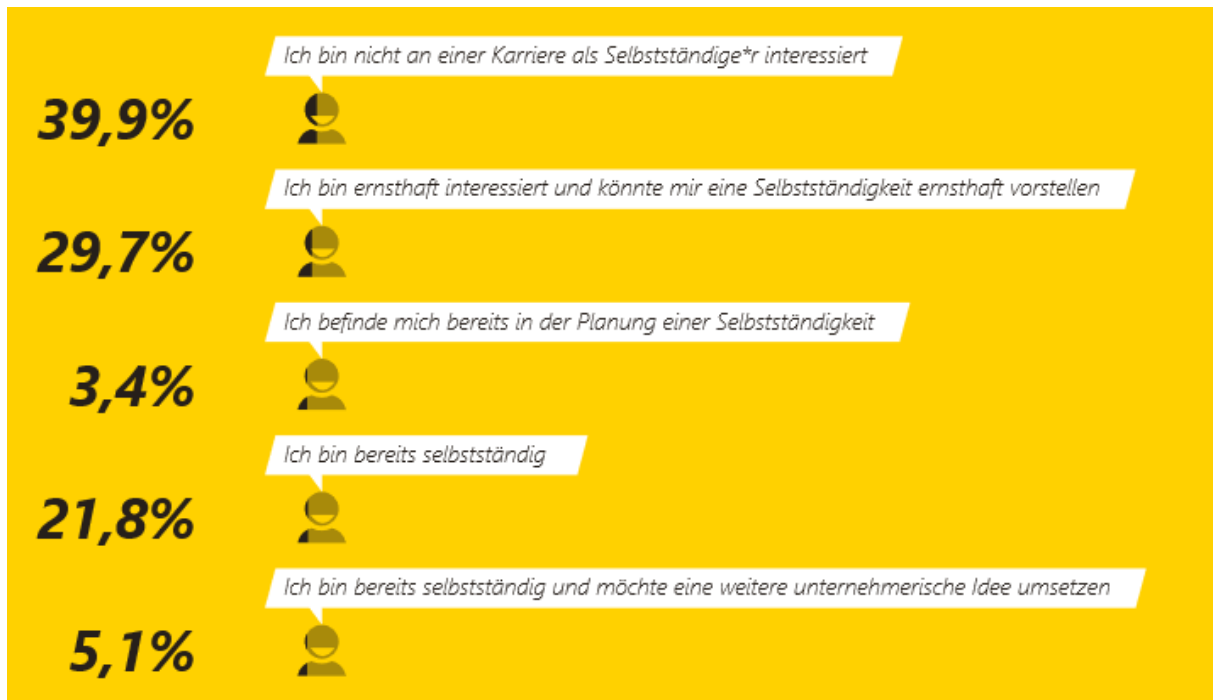 Ich bin nicht an einer Karriere als Selbstständige*r interessiert
39,9%
Ich bin ernsthaft interessiert und könnte mir eine Selbstständigkeit ernsthaft vorstellen
29,7%
Ich befinde mich bereits in der Planung einer Selbstständigkeit
3,4%
Ich bin bereits selbstständig
21,8%
Ich bin bereits selbstständig und möchte eine weitere unternehmerische Idee umsetzen
5,1%